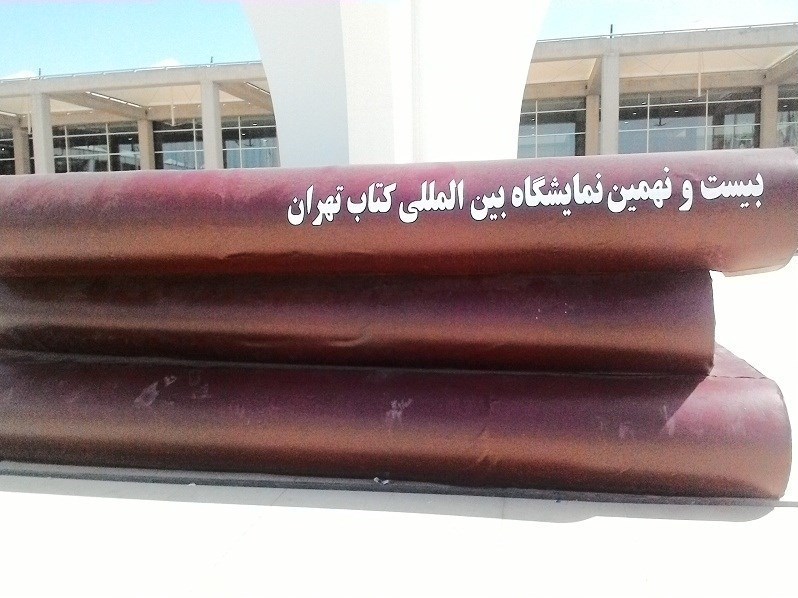 بیست و نهمین نمایشگاه بین المللی کتاب تهران